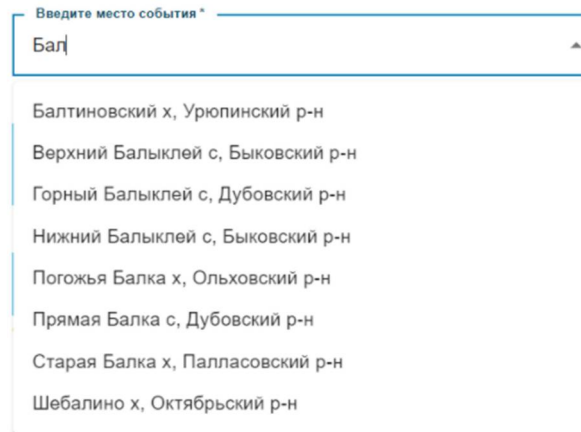 Введите место события *
Бал
Балтиновский х, Урюпинский р-н
Верхний Балыклей с, Быковский р-н
Горный Балыклей с, Дубовский р-н
Нижний Балыклей с, Быковский р-н
Погожья Балка х, Ольховский р-н
Прямая Балка с, Дубовский р-н
Старая Балка х, Палласовский р-н
Шебалино х, Октябрьский р-н